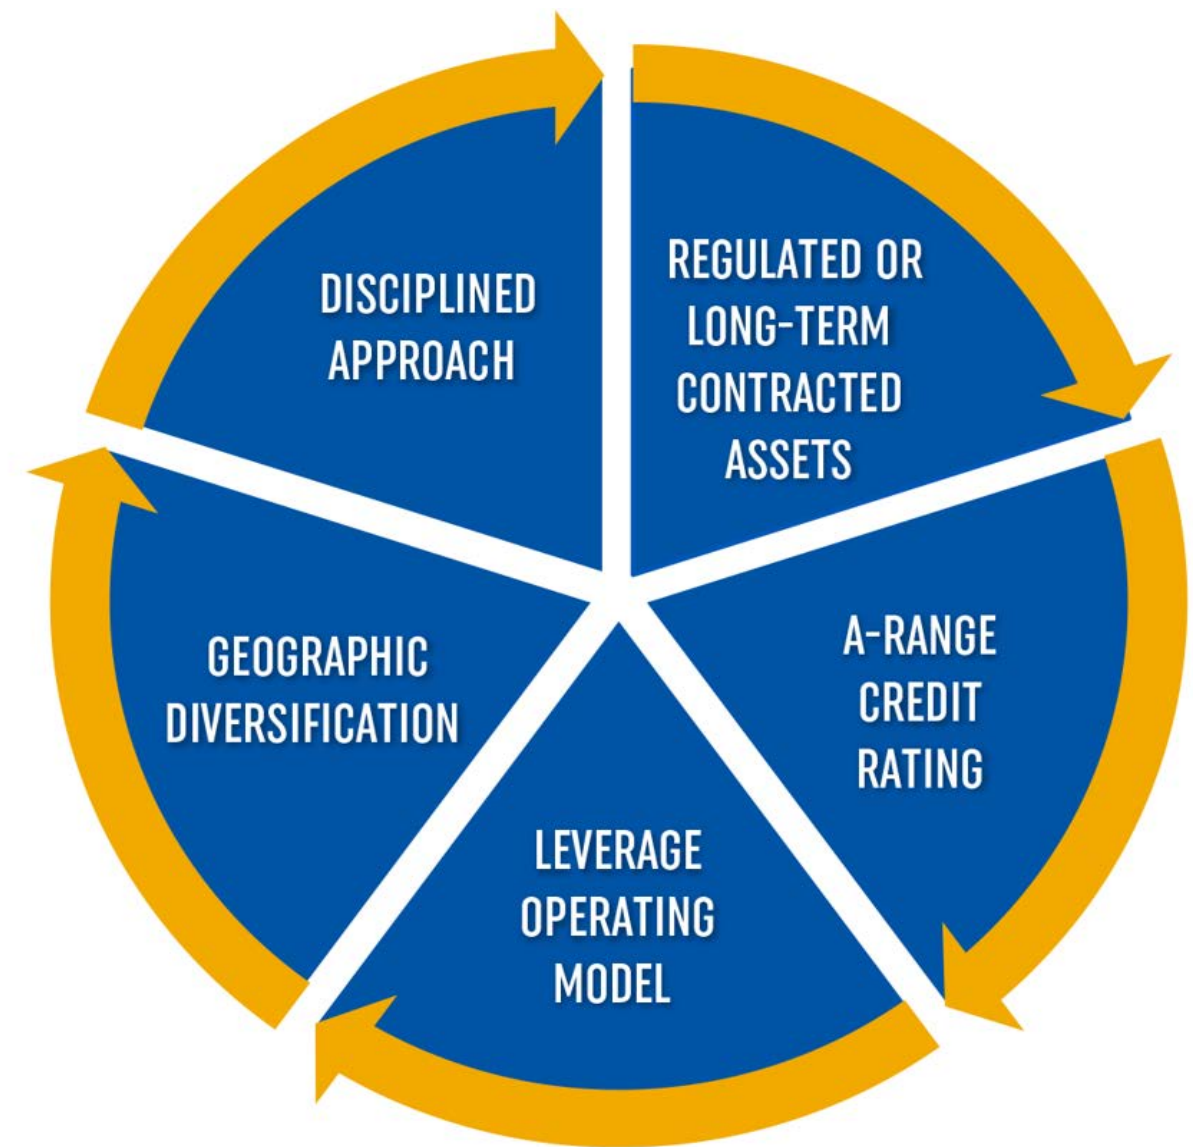 REGULATED OR
LONG-TERM
CONTRACTED
ASSETS
A-RANGE
CREDIT
RATING
LEVERAGE
OPERATING
MODEL
GEOGRAPHIC
DIVERSIFICATION
DISCIPLINED
APPROACH